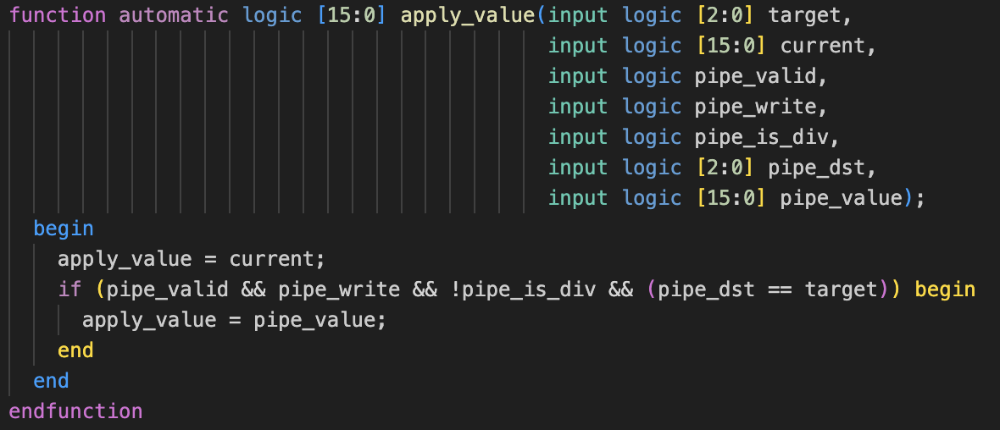 function automatic logic [15:0] apply_value(input logic [2:0] target,
                                            input logic [15:0] current,
                                            input logic pipe_valid,
                                            input logic pipe_write,
                                            input logic pipe_is_div,
                                            input logic [2:0] pipe_dst,
                                            input logic [15:0] pipe_value);
  begin
    apply_value = current;
    if (pipe_valid && pipe_write && !pipe_is_div && (pipe_dst == target)) begin
      apply_value = pipe_value;
    end
  end
endfunction